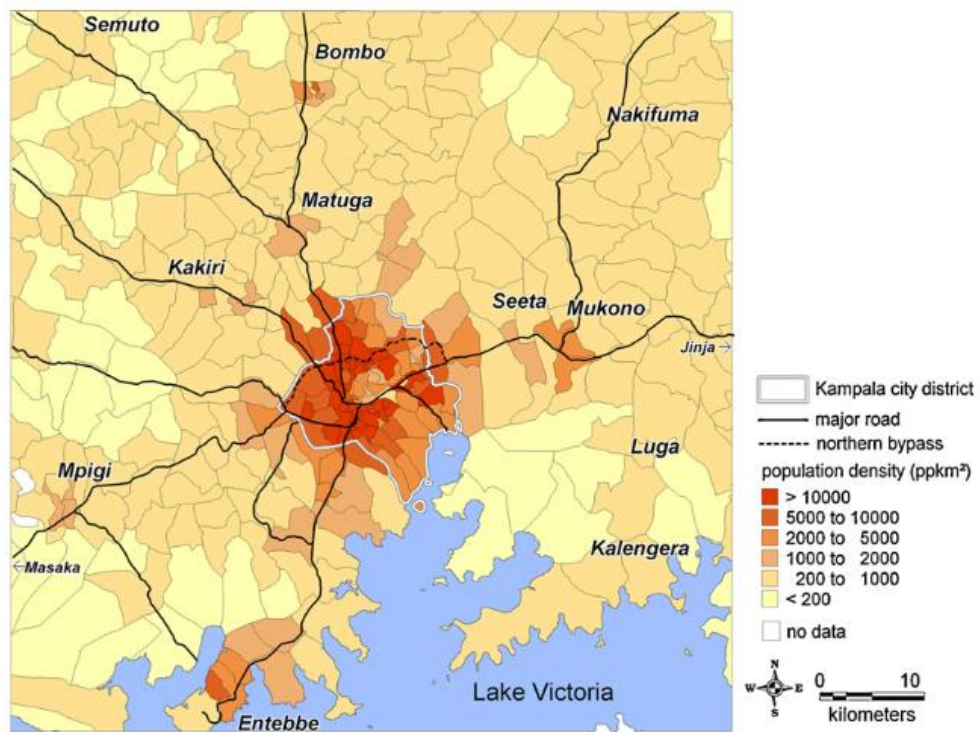 Semuto
Bombo
Nakifuma
Matuga
Kakiri
Seeta
Mukono
Jinja →
Mpigi
Luga
← Masaka
Kalengera
Lake Victoria
Entebbe
Kampala city district
major road
northern bypass
population density (ppkm²)
> 10000
5000 to 10000
2000 to 5000
1000 to 2000
200 to 1000
< 200
no data
N
W E
S
0 10
kilometers